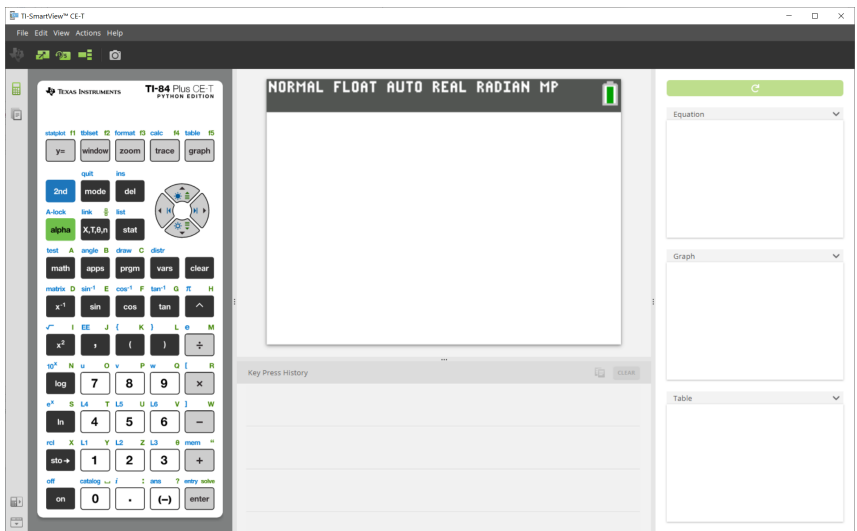 TI-SmartView™ CE-T
File Edit View Actions Help
TEXAS INSTRUMENTS TI-84 Plus CE-T
PYTHON EDITION
statplot f1 tblset f2 format f3 calc f4 table f5
y= window zoom trace graph
quit ins
2nd mode del
A-lock link list
alpha X,T,θ,n stat
test A angle B draw C distr
math apps prgm vars clear
matrix D sin⁻¹ E cos⁻¹ F tan⁻¹ G π H
x⁻¹ sin cos tan ^
√ I EE J { K } L e M
x² , ( ) ÷
10ˣ N u O v P w Q [ R
log 7 8 9 ×
eˣ S L4 T L5 U L6 V ] W
ln 4 5 6 −
rcl X L1 Y L2 Z L3 θ mem "
sto→ 1 2 3 +
off catalog ⎵ i : ans ? entry solve
on 0 . (−) enter
NORMAL FLOAT AUTO REAL RADIAN MP
Key Press History CLEAR
Equation
Graph
Table